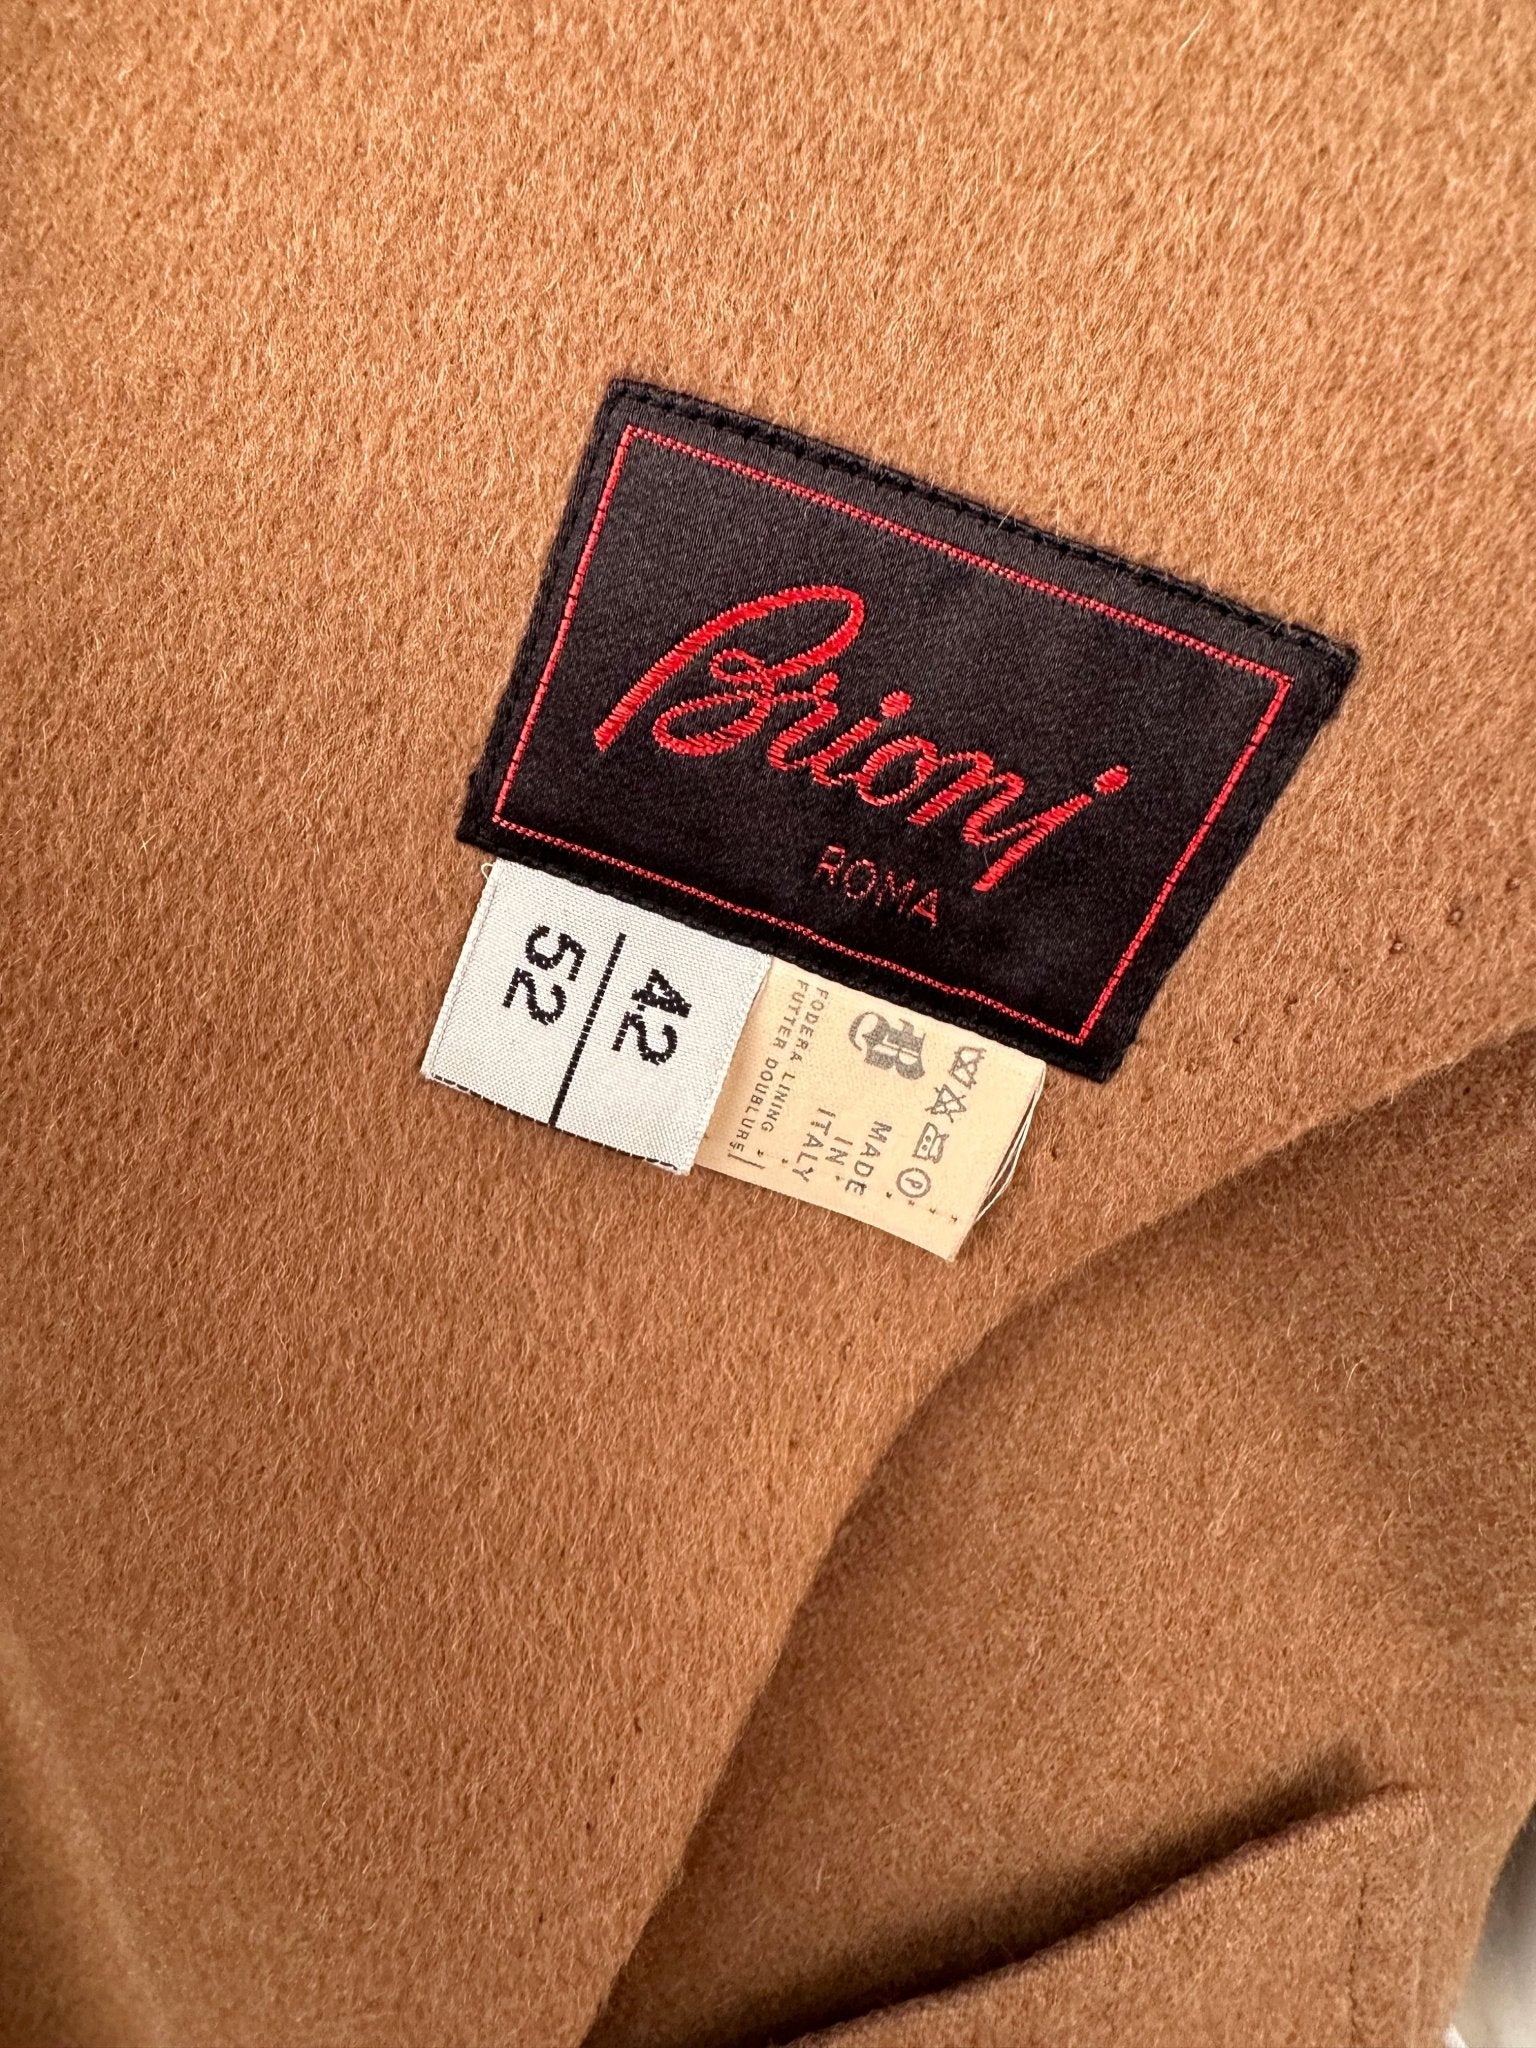 Brioni
ROMA
42
52
MADE
IN
ITALY
FODERA LINING
FUTTER DOUBLURE